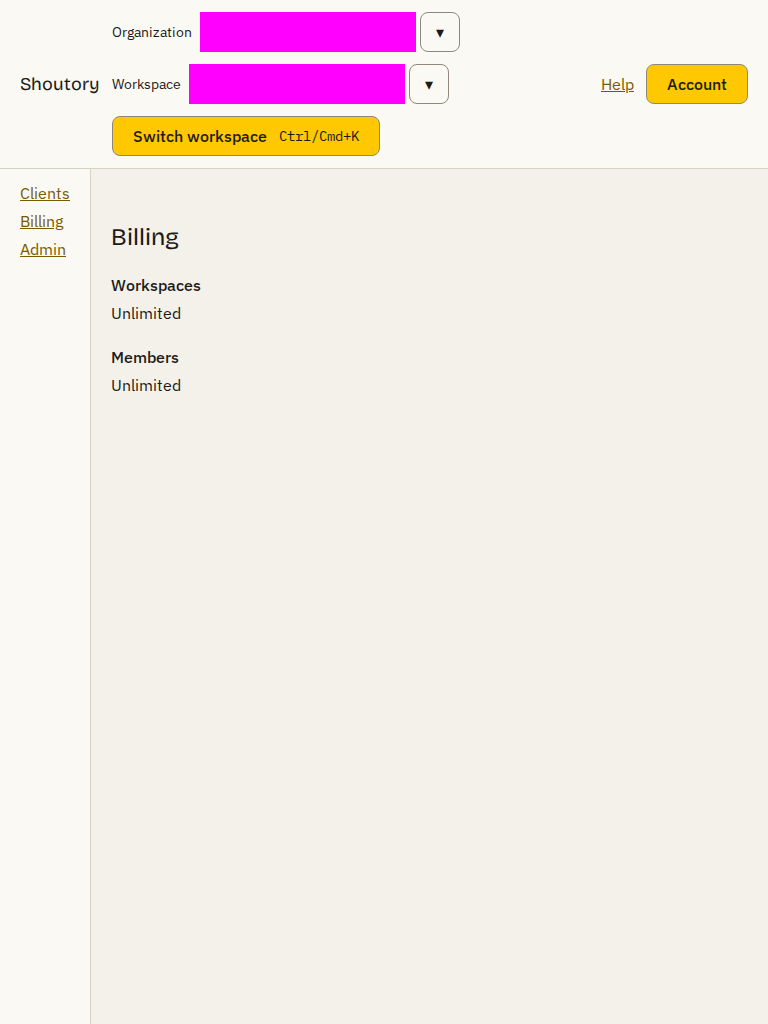 Organization ▼
Shoutory Workspace ▼ Help Account
Switch workspace Ctrl/Cmd+K
Clients
Billing
Admin
Billing
Workspaces
Unlimited
Members
Unlimited